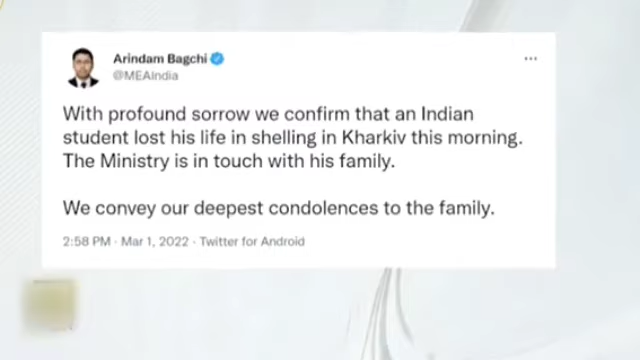 Arindam Bagchi
@MEAIndia
With profound sorrow we confirm that an Indian
student lost his life in shelling in Kharkiv this morning.
The Ministry is in touch with his family.
We convey our deepest condolences to the family.
2:58 PM · Mar 1, 2022 · Twitter for Android